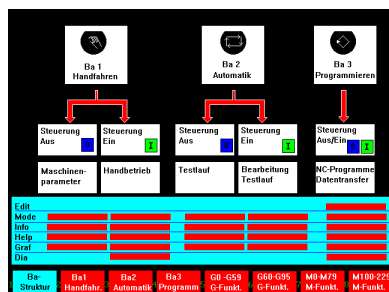 Ba 1
Handfahren
Ba 2
Automatik
Ba 3
Programmieren
Steuerung
Aus
Steuerung
Ein
I
Steuerung
Aus
Steuerung
Ein
I
Steuerung
Aus/Ein
I
Maschinen-
parameter
Handbetrieb
Testlauf
Bearbeitung
Testlauf
NC-Programme
Datentransfer
Edit
Mode
Info
Help
Graf
Dia
Ba-
Struktur
Ba1
Handfahr.
Ba2
Automatik
Ba3
Programm
G0.-G59
G-Funkt.
G60-G95
G-Funkt.
M0-M79
M-Funkt.
M-Funkt.